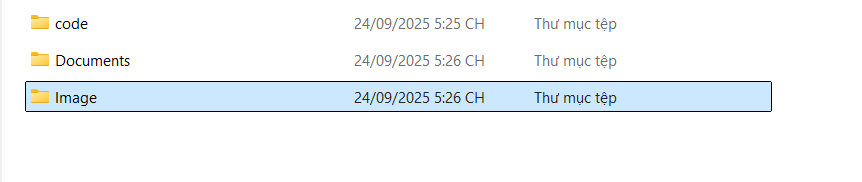 code 24/09/2025 5:25 CH Thư mục tệp
Documents 24/09/2025 5:26 CH Thư mục tệp
Image 24/09/2025 5:26 CH Thư mục tệp